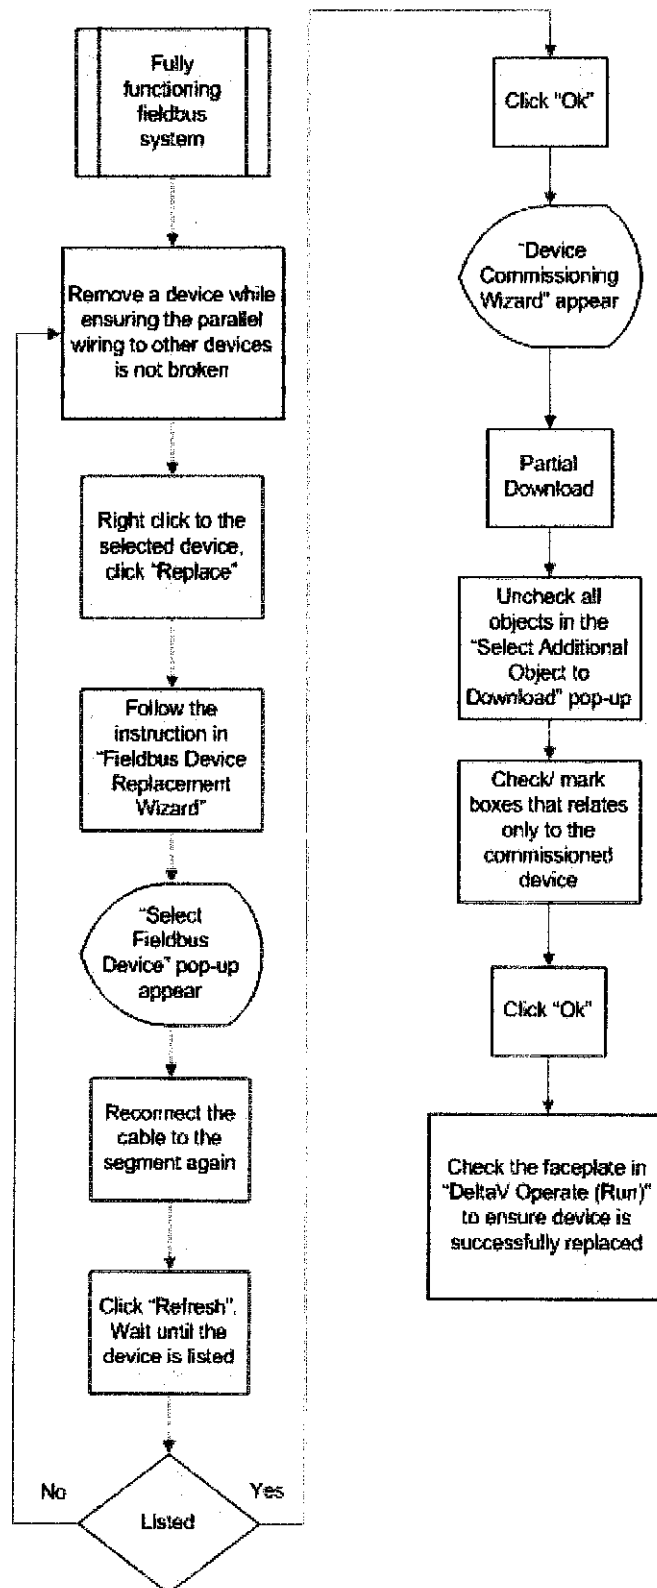 Fully
functioning
fieldbus
system
Remove a device while
ensuring the parallel
wiring to other devices
is not broken
Right click to the
selected device,
click "Replace"
Follow the
instruction in
"Fieldbus Device
Replacement
Wizard"
"Select
Fieldbus
Device" pop-up
appear
Reconnect the
cable to the
segment again
Click "Refresh".
Wait until the
device is listed
No
Yes
Listed
Click "Ok"
"Device
Commissioning
Wizard" appear
Partial
Download
Uncheck all
objects in the
"Select Additional
Object to
Download" pop-up
Check/ mark
boxes that relates
only to the
commissioned
device
Click "Ok"
Check the faceplate in
"DeltaV Operate (Run)"
to ensure device is
successfully replaced